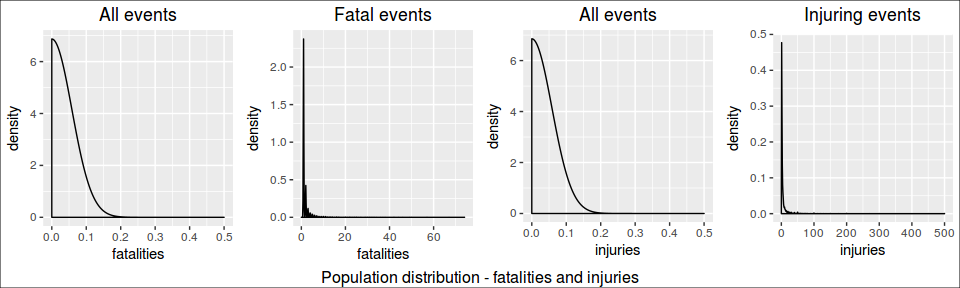 All events
density
6
4
2
0
0.0 0.1 0.2 0.3 0.4 0.5
fatalities
Fatal events
density
2.0
1.5
1.0
0.5
0.0
0 20 40 60
fatalities
All events
density
6
4
2
0
0.0 0.1 0.2 0.3 0.4 0.5
injuries
Injuring events
density
0.5
0.4
0.3
0.2
0.1
0.0
0 100 200 300 400 500
injuries
Population distribution - fatalities and injuries